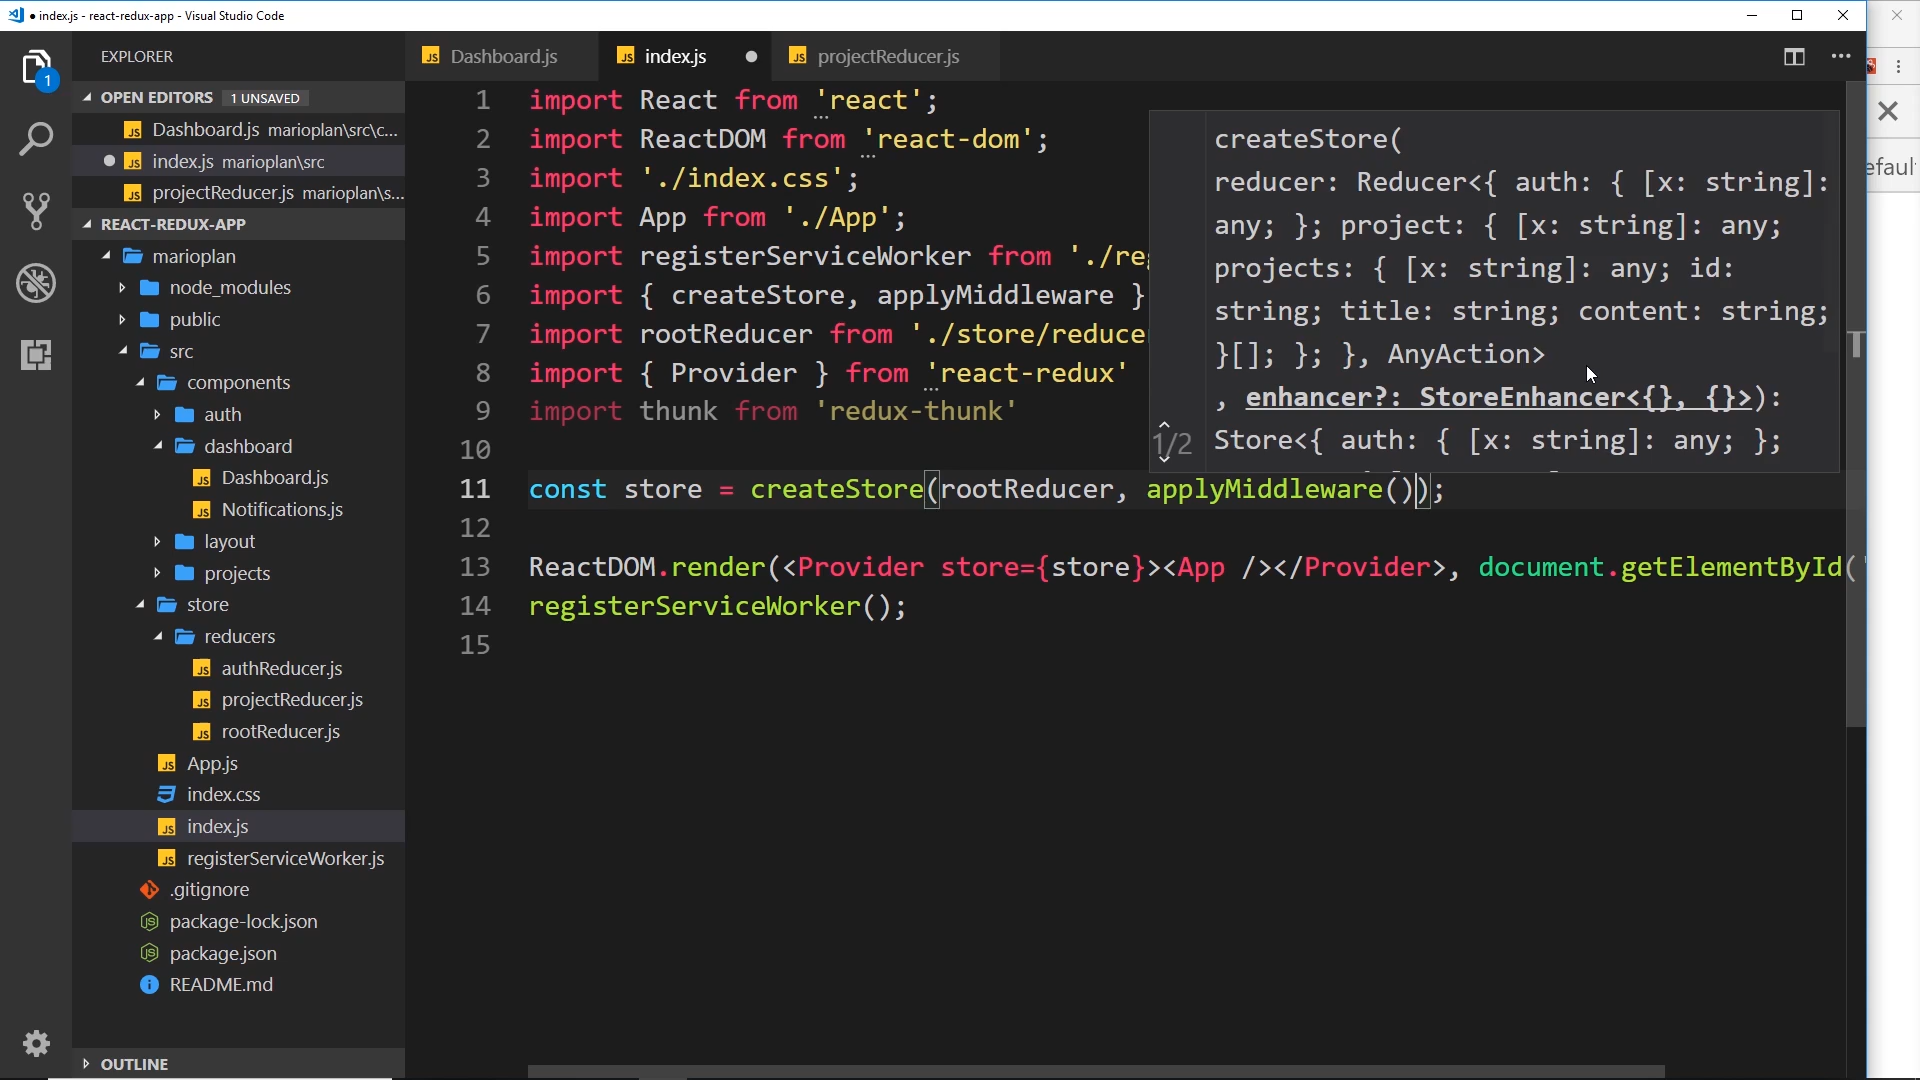 index.js - react-redux-app - Visual Studio Code
EXPLORER
Dashboard.js
index.js
projectReducer.js
OPEN EDITORS 1 UNSAVED
Dashboard.js marioplan\src\c...
index.js marioplan\src
projectReducer.js marioplan\s...
REACT-REDUX-APP
marioplan
node_modules
public
src
components
auth
dashboard
Dashboard.js
Notifications.js
layout
projects
store
reducers
authReducer.js
projectReducer.js
rootReducer.js
App.js
index.css
index.js
registerServiceWorker.js
.gitignore
package-lock.json
package.json
README.md
OUTLINE
1
1 import React from 'react';
2 import ReactDOM from 'react-dom';
3 import './index.css';
4 import App from './App';
5 import registerServiceWorker from './reg
6 import { createStore, applyMiddleware }
7 import rootReducer from './store/reducer
8 import { Provider } from 'react-redux'
9 import thunk from 'redux-thunk'
10
11 const store = createStore(rootReducer, applyMiddleware());
12
13 ReactDOM.render(<Provider store={store}><App /></Provider>, document.getElementById('
14 registerServiceWorker();
15
createStore(
reducer: Reducer<{ auth: { [x: string]:
any; }; project: { [x: string]: any;
projects: { [x: string]: any; id:
string; title: string; content: string;
}[]; }; }, AnyAction>
, enhancer?: StoreEnhancer<{}, {}>):
1/2 Store<{ auth: { [x: string]: any; };
efaul